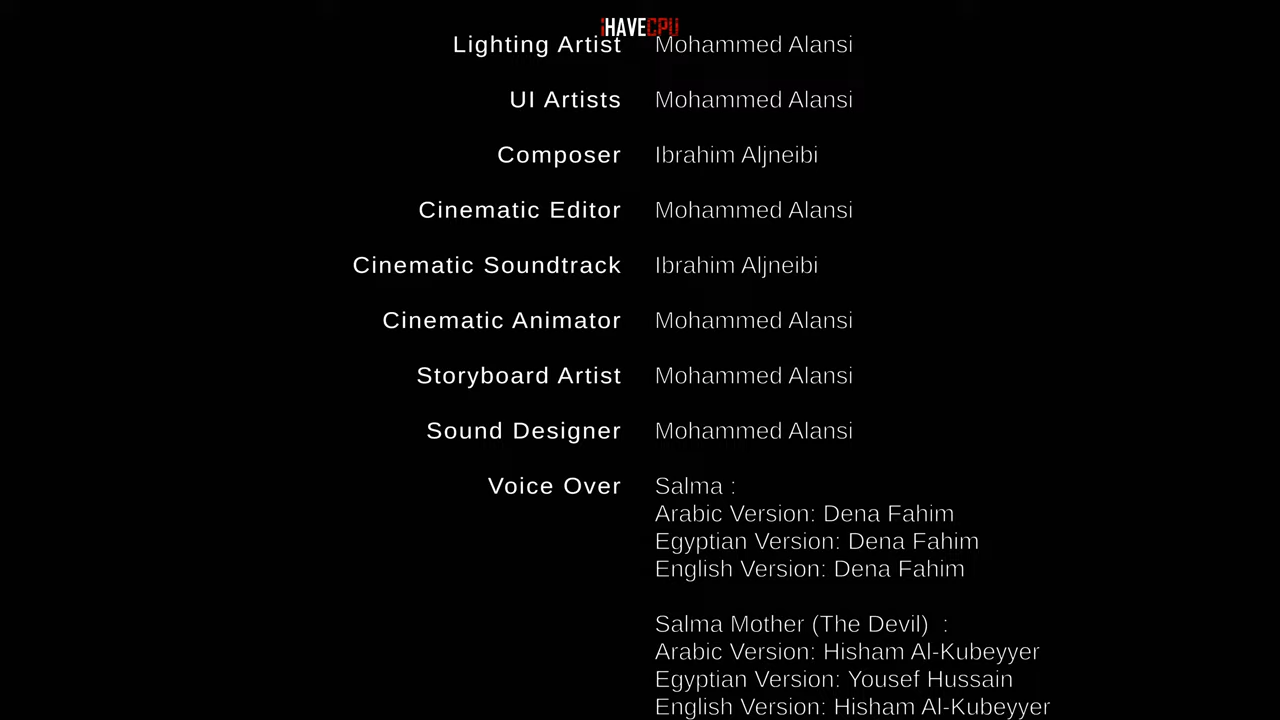 iHAVECPU
Lighting Artist Mohammed Alansi
UI Artists Mohammed Alansi
Composer Ibrahim Aljneibi
Cinematic Editor Mohammed Alansi
Cinematic Soundtrack Ibrahim Aljneibi
Cinematic Animator Mohammed Alansi
Storyboard Artist Mohammed Alansi
Sound Designer Mohammed Alansi
Voice Over Salma :
Arabic Version: Dena Fahim
Egyptian Version: Dena Fahim
English Version: Dena Fahim
Salma Mother (The Devil)  :
Arabic Version: Hisham Al-Kubeyyer
Egyptian Version: Yousef Hussain
English Version: Hisham Al-Kubeyyer